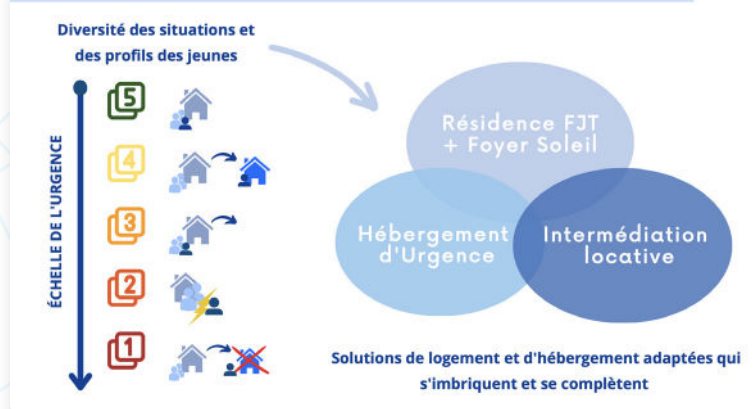 Diversité des situations et
des profils des jeunes
ÉCHELLE DE L'URGENCE
5
4
3
2
1
Résidence FJT
+ Foyer Soleil
Hébergement
d'Urgence
Intermédiation
locative
Solutions de logement et d'hébergement adaptées qui
s'imbriquent et se complètent